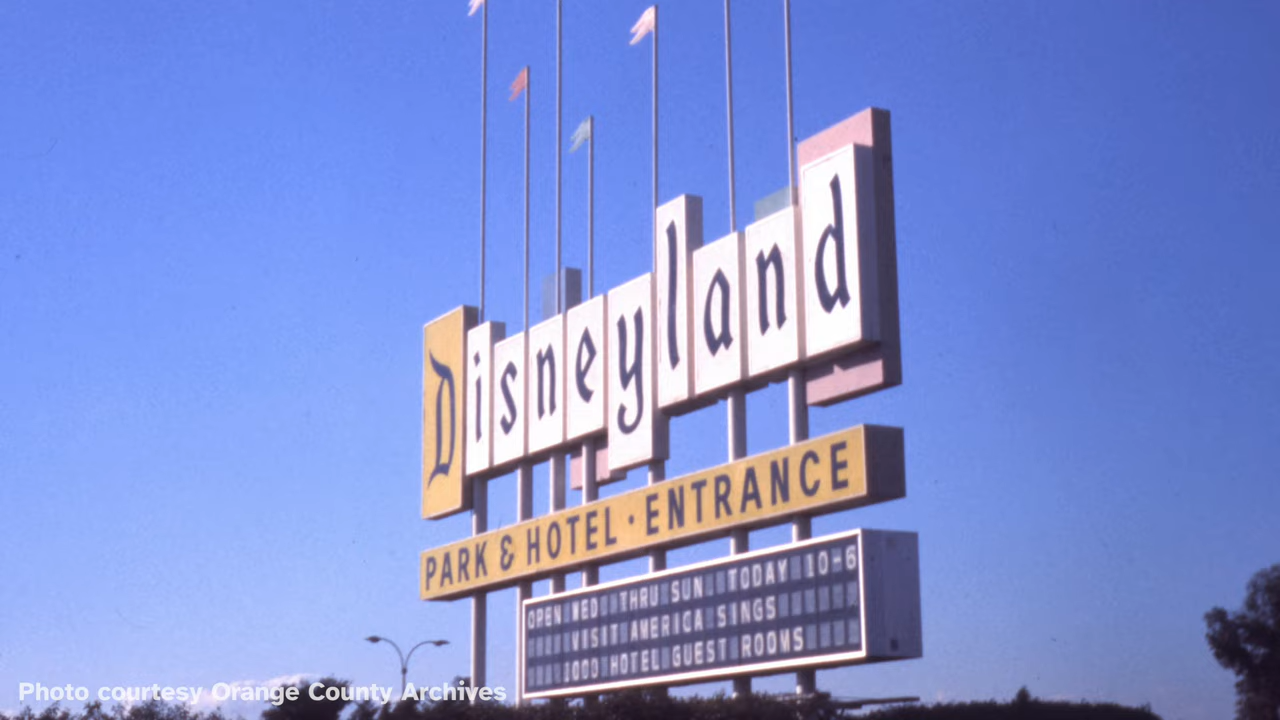 Disneyland
PARK & HOTEL · ENTRANCE
OPEN WED THRU SUN TODAY 10-6
VISIT AMERICA SINGS
1000 HOTEL GUEST ROOMS
Photo courtesy Orange County Archives